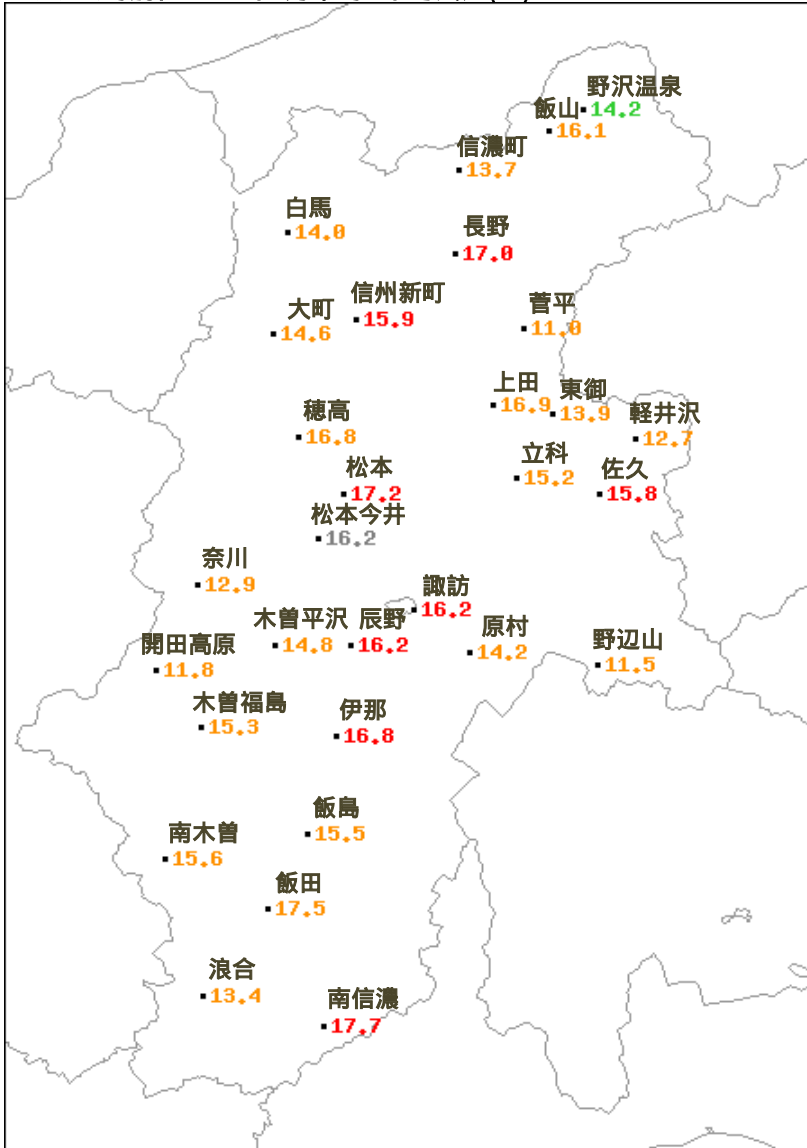 野沢温泉
14.2
飯山
16.1
信濃町
13.7
白馬
14.0
長野
17.0
信州新町
15.9
大町
14.6
菅平
11.0
上田
16.9
東御
13.9
軽井沢
12.7
穂高
16.8
立科
15.2
松本
17.2
佐久
15.8
松本今井
16.2
奈川
12.9
諏訪
16.2
木曽平沢
14.8
辰野
16.2
原村
14.2
開田高原
11.8
野辺山
11.5
木曽福島
15.3
伊那
16.8
飯島
15.5
南木曽
15.6
飯田
17.5
浪合
13.4
南信濃
17.7